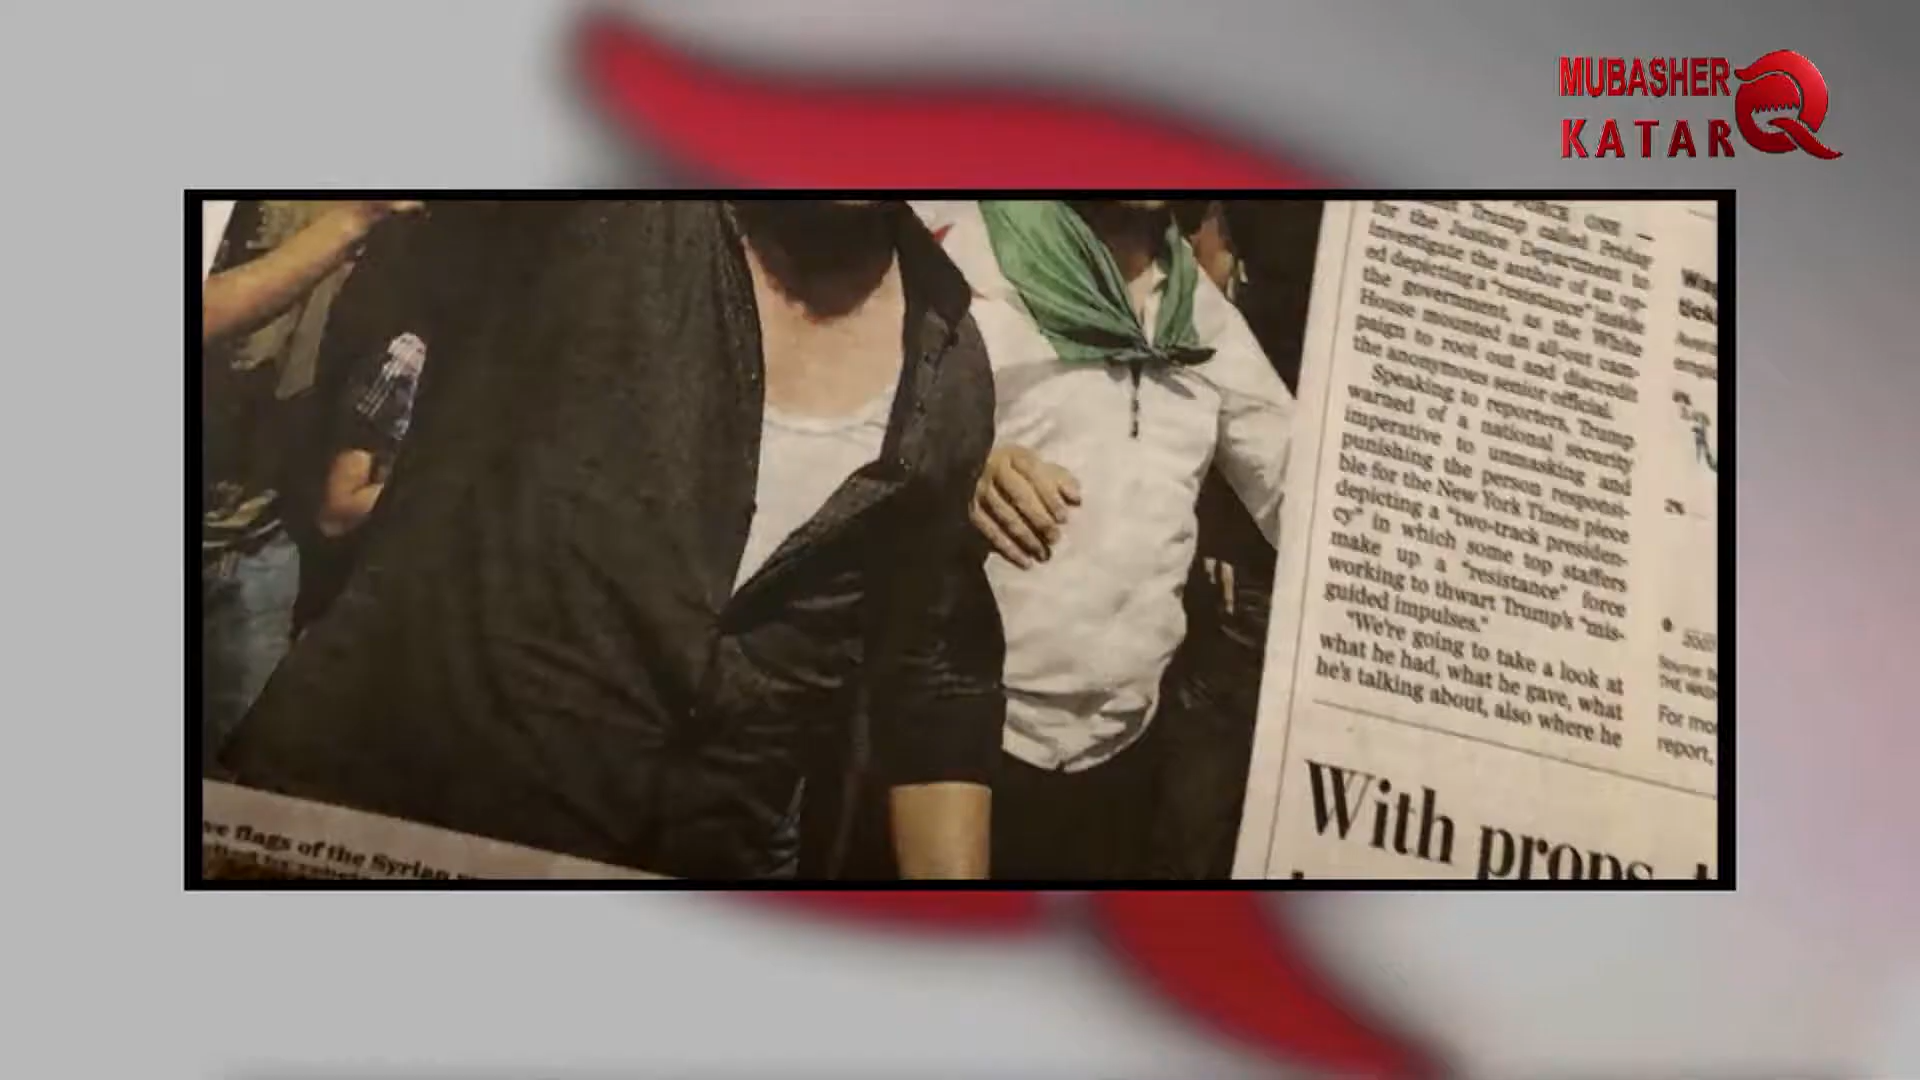 MUBASHER
KATAR
FORCE ONE —
Trump called Friday
for the Justice Department to
investigate the author of an op-
ed depicting a "resistance" inside
the government, as the White
House mounted an all-out cam-
paign to root out and discredit
the anonymous senior official.
Speaking to reporters, Trump
warned of a national security
imperative to unmasking and
punishing the person responsi-
ble for the New York Times piece
depicting a "two-track presiden-
cy" in which some top staffers
make up a "resistance" force
working to thwart Trump's "mis-
guided impulses."
"We're going to take a look at
what he had, what he gave, what
he's talking about, also where he
With props,
2%
For mor
report,
ve flags of the Syrian